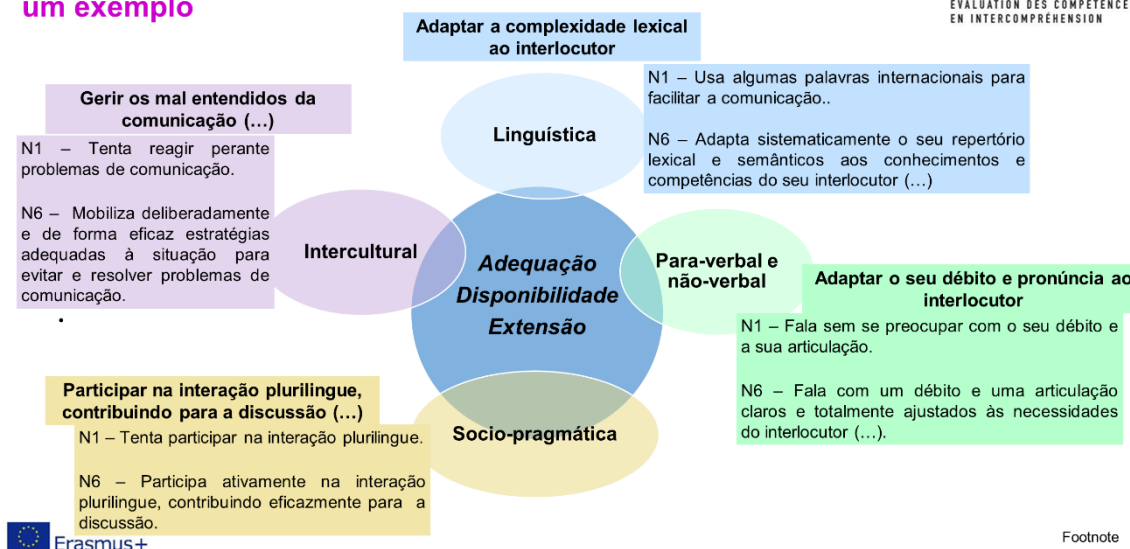 um exemplo
ÉVALUATION DES COMPÉTENCE
EN INTERCOMPRÉHENSION
Adaptar a complexidade lexical
ao interlocutor
N1 – Usa algumas palavras internacionais para
facilitar a comunicação..
N6 – Adapta sistematicamente o seu repertório
lexical e semânticos aos conhecimentos e
competências do seu interlocutor (…)
Gerir os mal entendidos da
comunicação (…)
N1 – Tenta reagir perante
problemas de comunicação.
N6 – Mobiliza deliberadamente
e de forma eficaz estratégias
adequadas à situação para
evitar e resolver problemas de
comunicação.
•
Linguística
Intercultural
Adequação
Disponibilidade
Extensão
Para-verbal e
não-verbal
Adaptar o seu débito e pronúncia ao
interlocutor
N1 – Fala sem se preocupar com o seu débito e
a sua articulação.
N6 – Fala com um débito e uma articulação
claros e totalmente ajustados às necessidades
do interlocutor (…).
Participar na interação plurilingue,
contribuindo para a discussão (…)
N1 – Tenta participar na interação plurilingue.
N6 – Participa ativamente na interação
plurilingue, contribuindo eficazmente para a
discussão.
Socio-pragmática
Erasmus+
Footnote